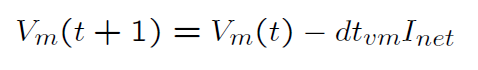 V_m(t + 1) = V_m(t) − dt_{vm}I_{net}